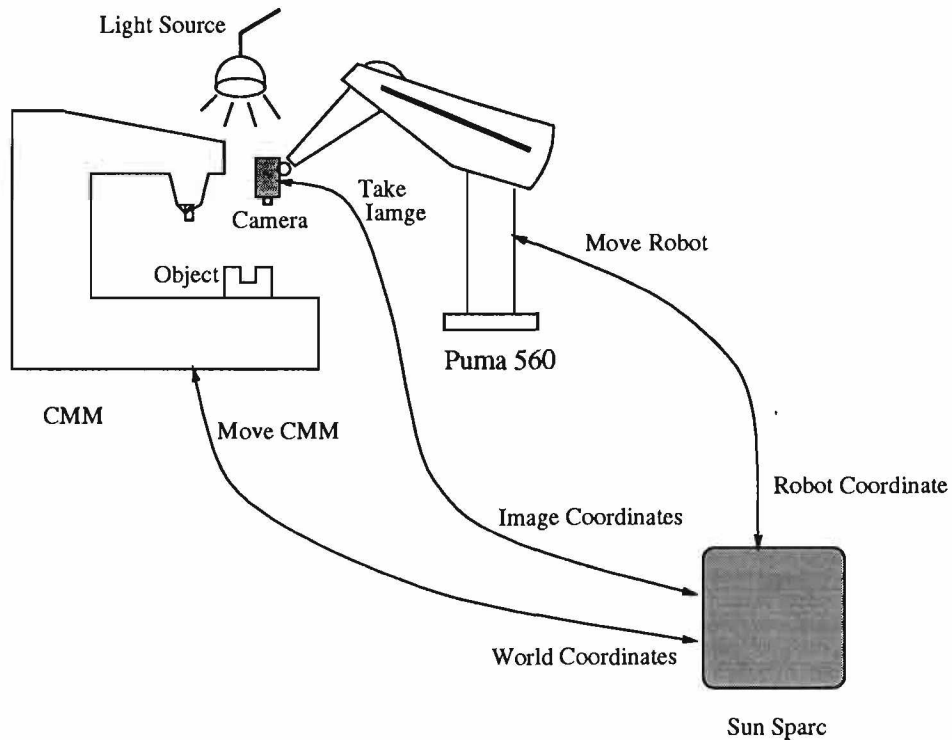 Light Source
Take
Iamge
Camera
Move Robot
Object
Puma 560
CMM
Move CMM
Robot Coordinate
Image Coordinates
World Coordinates
Sun Sparc